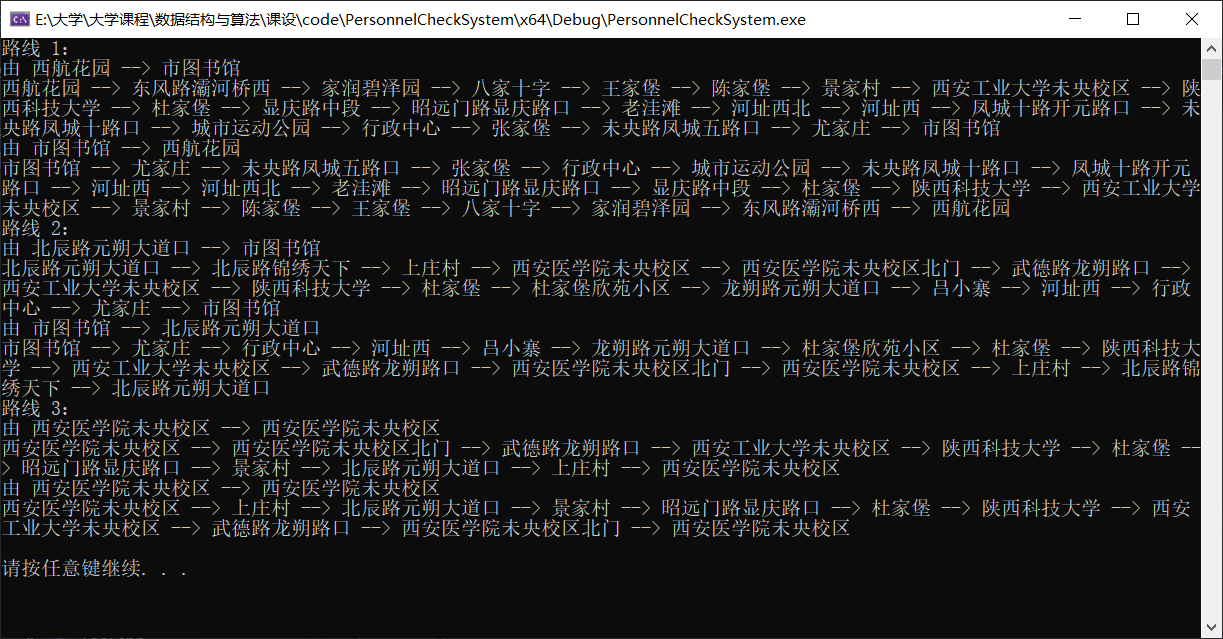 E:\大学\大学课程\数据结构与算法\课设\code\PersonnelCheckSystem\x64\Debug\PersonnelCheckSystem.exe
路线 1:
由 西航花园 --> 市图书馆
西航花园 --> 东风路灞河桥西 --> 家润碧泽园 --> 八家十字 --> 王家堡 --> 陈家堡 --> 景家村 --> 西安工业大学未央校区 --> 陕
西科技大学 --> 杜家堡 --> 显庆路中段 --> 昭远门路显庆路口 --> 老洼滩 --> 河址西北 --> 河址西 --> 凤城十路开元路口 --> 未
央路凤城十路口 --> 城市运动公园 --> 行政中心 --> 张家堡 --> 未央路凤城五路口 --> 尤家庄 --> 市图书馆
由 市图书馆 --> 西航花园
市图书馆 --> 尤家庄 --> 未央路凤城五路口 --> 张家堡 --> 行政中心 --> 城市运动公园 --> 未央路凤城十路口 --> 凤城十路开元
路口 --> 河址西 --> 河址西北 --> 老洼滩 --> 昭远门路显庆路口 --> 显庆路中段 --> 杜家堡 --> 陕西科技大学 --> 西安工业大学
未央校区 --> 景家村 --> 陈家堡 --> 王家堡 --> 八家十字 --> 家润碧泽园 --> 东风路灞河桥西 --> 西航花园
路线 2:
由 北辰路元朔大道口 --> 市图书馆
北辰路元朔大道口 --> 北辰路锦绣天下 --> 上庄村 --> 西安医学院未央校区 --> 西安医学院未央校区北门 --> 武德路龙朔路口 -->
西安工业大学未央校区 --> 陕西科技大学 --> 杜家堡 --> 杜家堡欣苑小区 --> 龙朔路元朔大道口 --> 吕小寨 --> 河址西 --> 行政
中心 --> 尤家庄 --> 市图书馆
由 市图书馆 --> 北辰路元朔大道口
市图书馆 --> 尤家庄 --> 行政中心 --> 河址西 --> 吕小寨 --> 龙朔路元朔大道口 --> 杜家堡欣苑小区 --> 杜家堡 --> 陕西科技大
学 --> 西安工业大学未央校区 --> 武德路龙朔路口 --> 西安医学院未央校区北门 --> 西安医学院未央校区 --> 上庄村 --> 北辰路锦
绣天下 --> 北辰路元朔大道口
路线 3:
由 西安医学院未央校区 --> 西安医学院未央校区
西安医学院未央校区 --> 西安医学院未央校区北门 --> 武德路龙朔路口 --> 西安工业大学未央校区 --> 陕西科技大学 --> 杜家堡 --
> 昭远门路显庆路口 --> 景家村 --> 北辰路元朔大道口 --> 上庄村 --> 西安医学院未央校区
由 西安医学院未央校区 --> 西安医学院未央校区
西安医学院未央校区 --> 上庄村 --> 北辰路元朔大道口 --> 景家村 --> 昭远门路显庆路口 --> 杜家堡 --> 陕西科技大学 --> 西安
工业大学未央校区 --> 武德路龙朔路口 --> 西安医学院未央校区北门 --> 西安医学院未央校区
请按任意键继续. . .